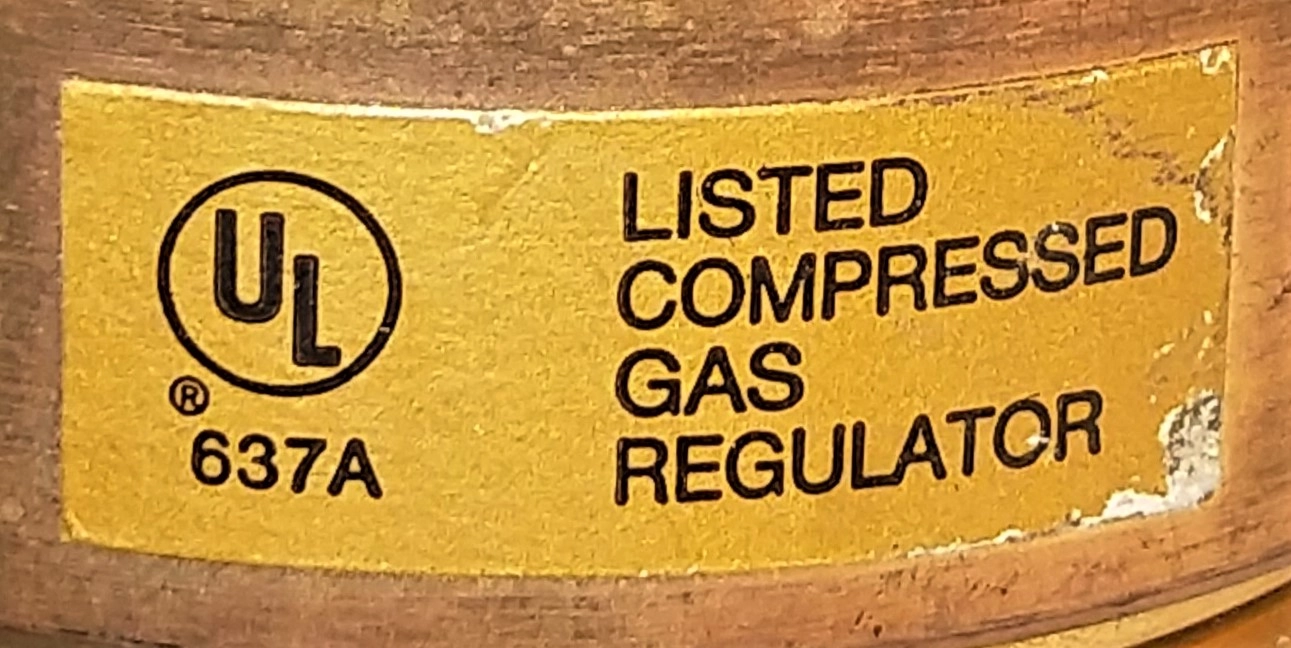 UL
®
637A
LISTED
COMPRESSED
GAS
REGULATOR